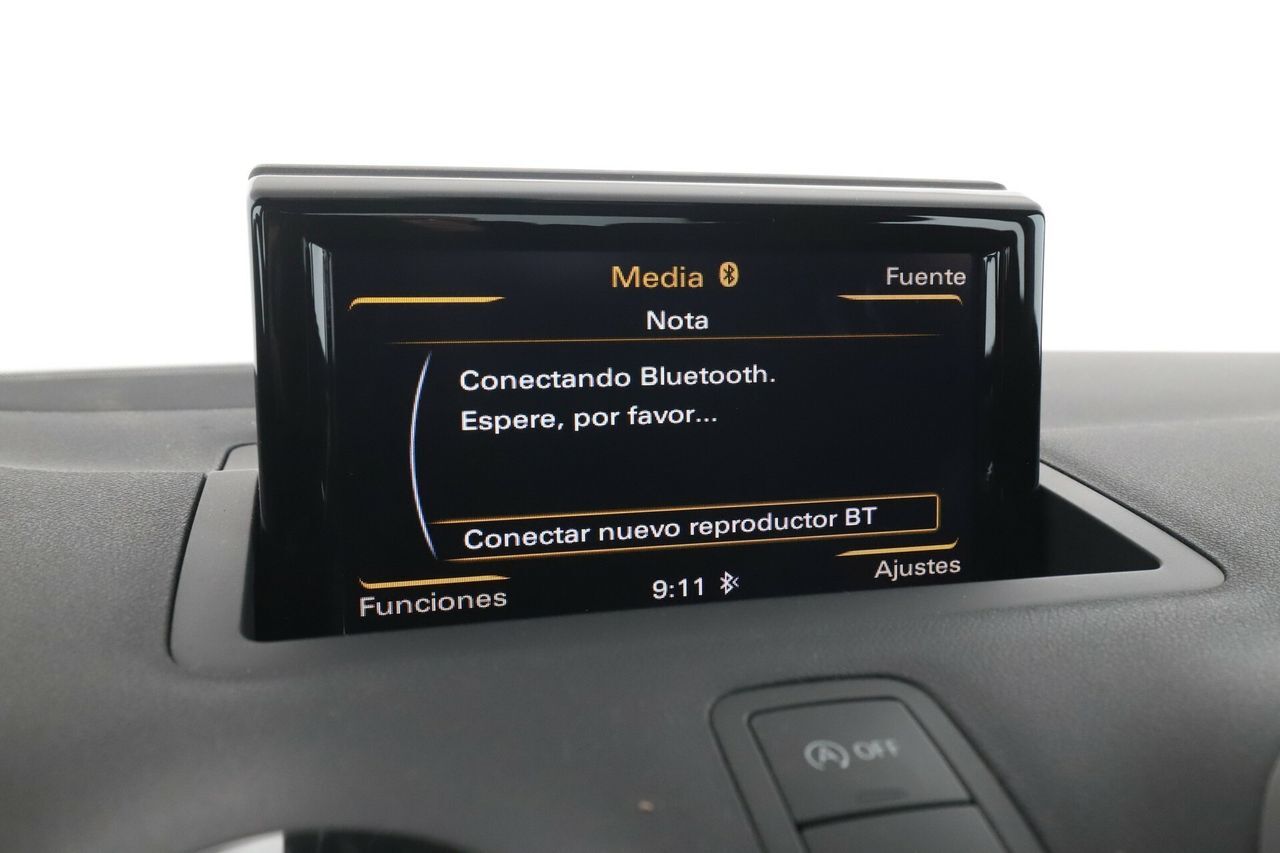 Media
Fuente
Nota
Conectando Bluetooth.
Espere, por favor...
Conectar nuevo reproductor BT
Ajustes
Funciones
9:11
A OFF